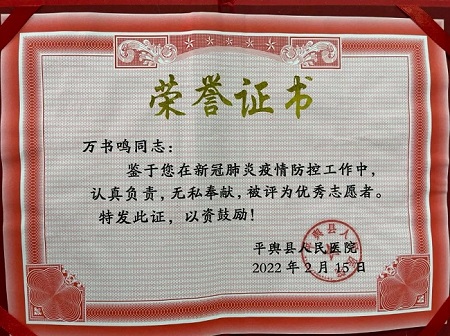 荣誉证书
万书鸣同志：
鉴于您在新冠肺炎疫情防控工作中，
认真负责，无私奉献，被评为优秀志愿者。
特发此证，以资鼓励！
平舆县人民医院
2022年2月15日